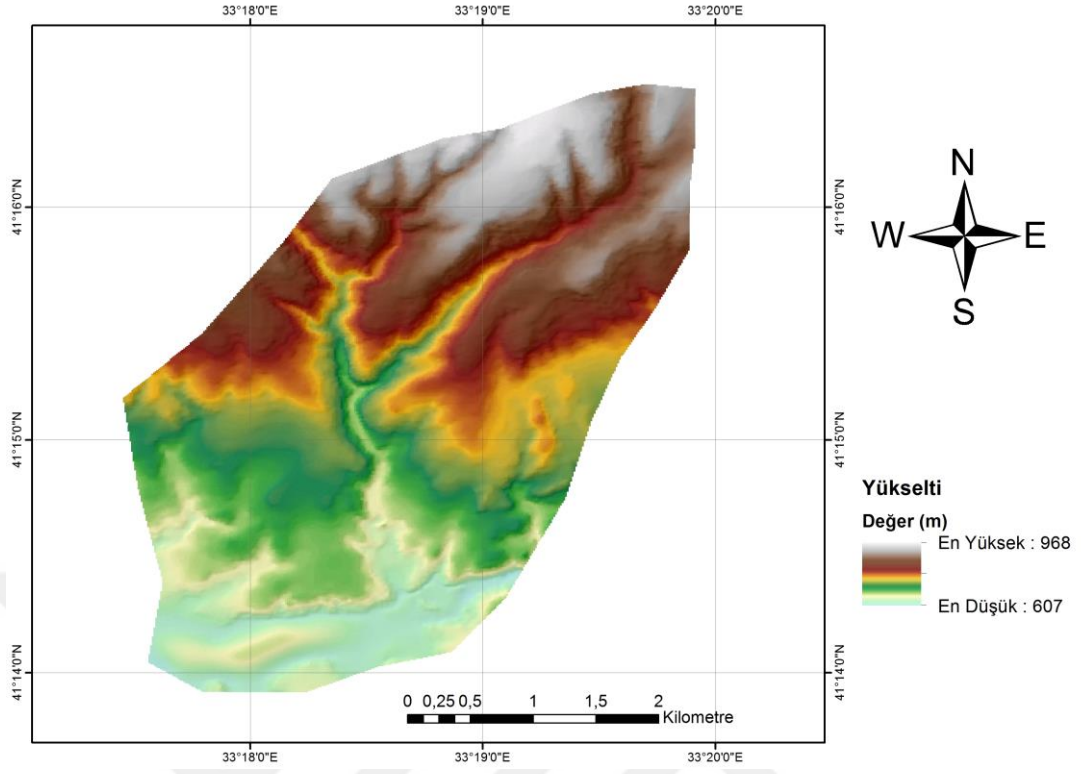 33°18'0"E 33°19'0"E 33°20'0"E
41°16'0"N 41°16'0"N
41°15'0"N 41°15'0"N
41°14'0"N 41°14'0"N
N
W E
S
Yükselti
Değer (m)
En Yüksek : 968
En Düşük : 607
0 0,25 0,5 1 1,5 2
Kilometre
33°18'0"E 33°19'0"E 33°20'0"E